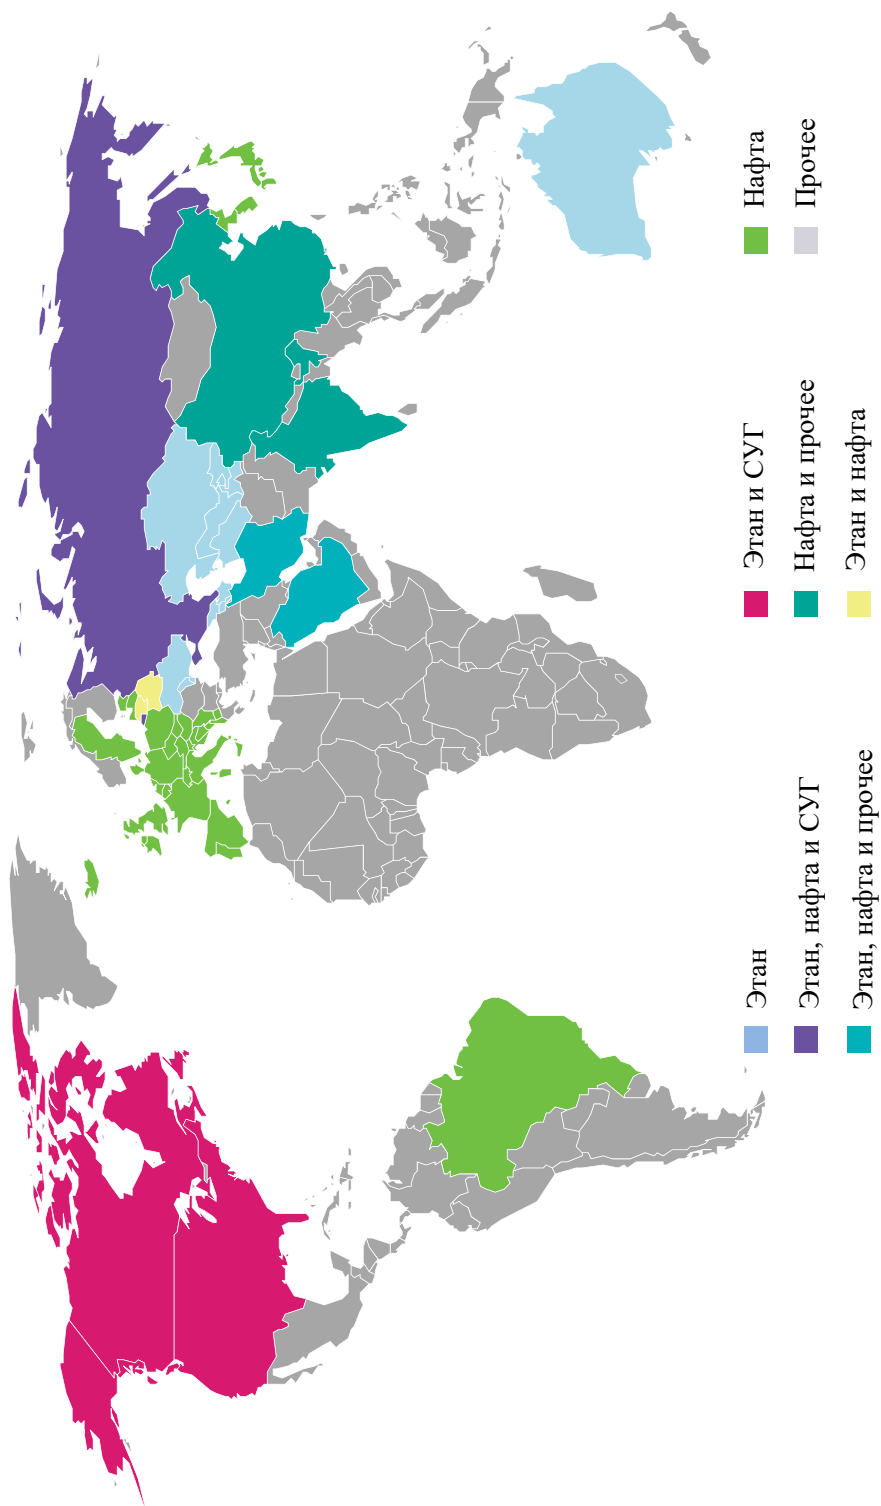 Этан
Этан и СУГ
Нафта
Этан, нафта и СУГ
Нафта и прочее
Прочее
Этан, нафта и прочее
Этан и нафта